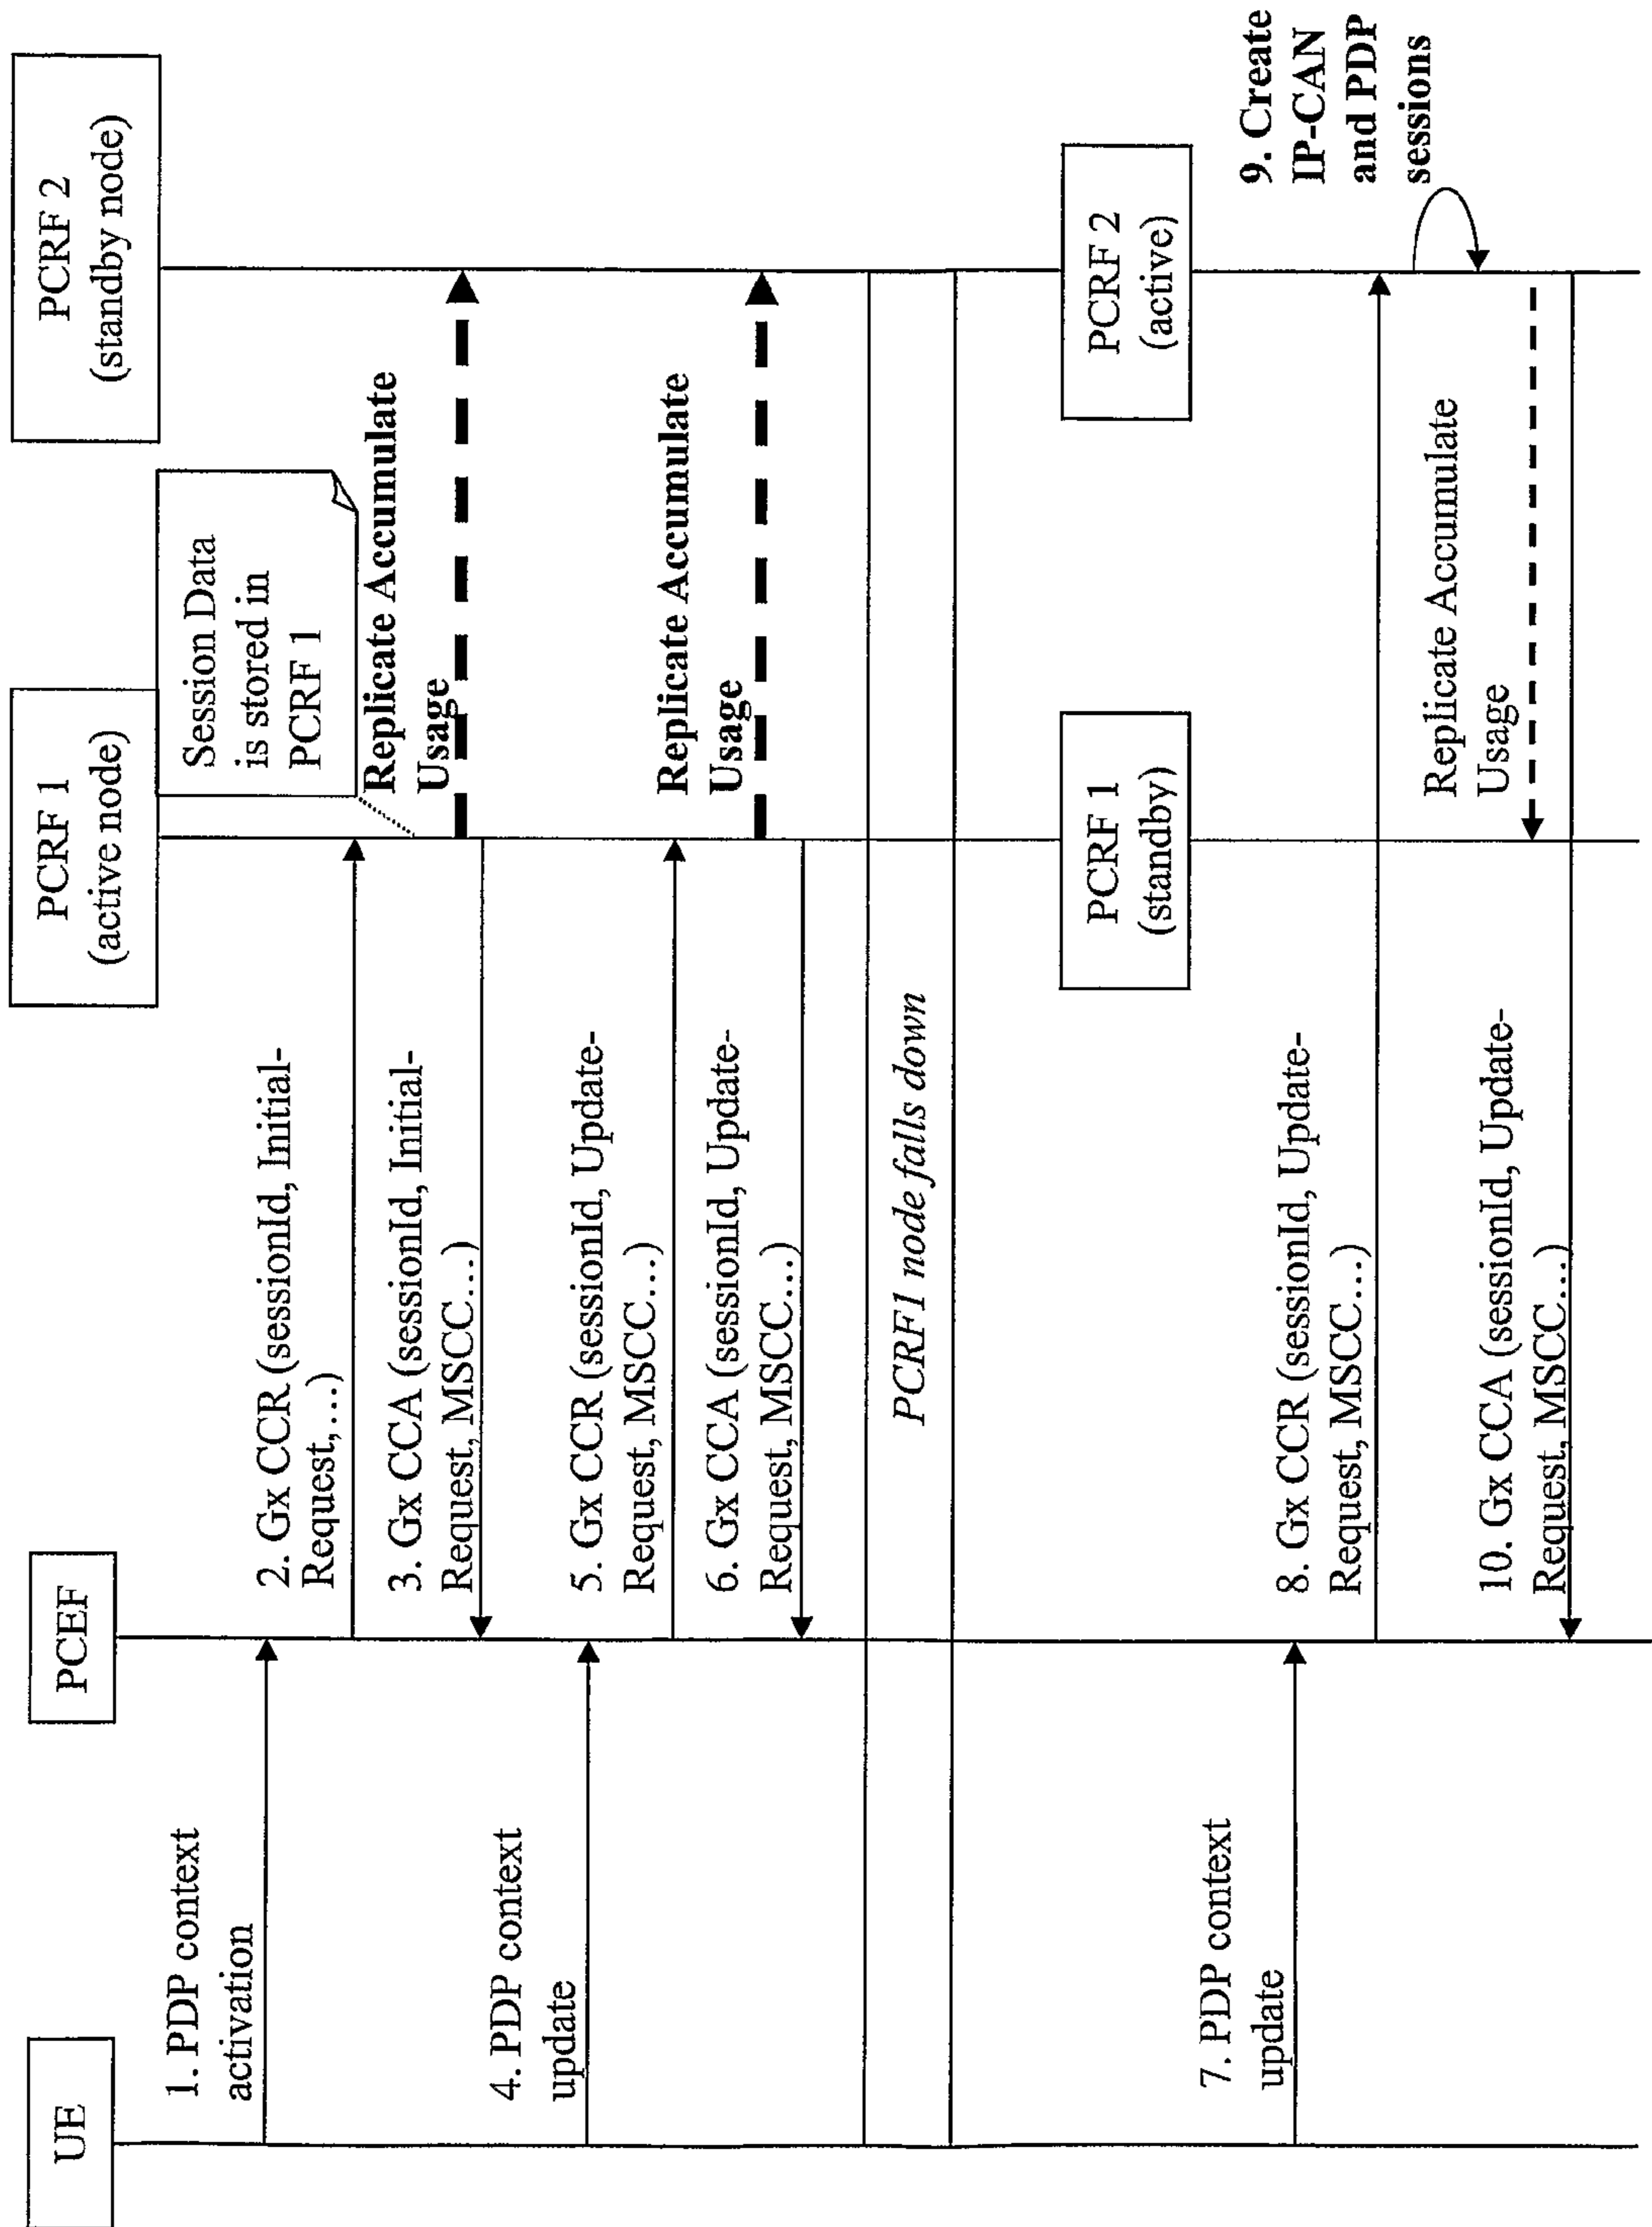 UE
PCEF
PCRF 1
(active node)
PCRF 2
(standby node)
1. PDP context
activation
2. Gx CCR (sessionId, Initial-
Request,...)
Session Data
is stored in
PCRF 1
Replicate Accumulate
Usage
3. Gx CCA (sessionId, Initial-
Request, MSCC...)
4. PDP context
update
5. Gx CCR (sessionId, Update-
Request, MSCC...)
Replicate Accumulate
Usage
6. Gx CCA (sessionId, Update-
Request, MSCC...)
PCRF1 node falls down
PCRF 1
(standby)
PCRF 2
(active)
7. PDP context
update
8. Gx CCR (sessionId, Update-
Request, MSCC...)
9. Create
IP-CAN
and PDP
sessions
Replicate Accumulate
Usage
10. Gx CCA (sessionId, Update-
Request, MSCC...)